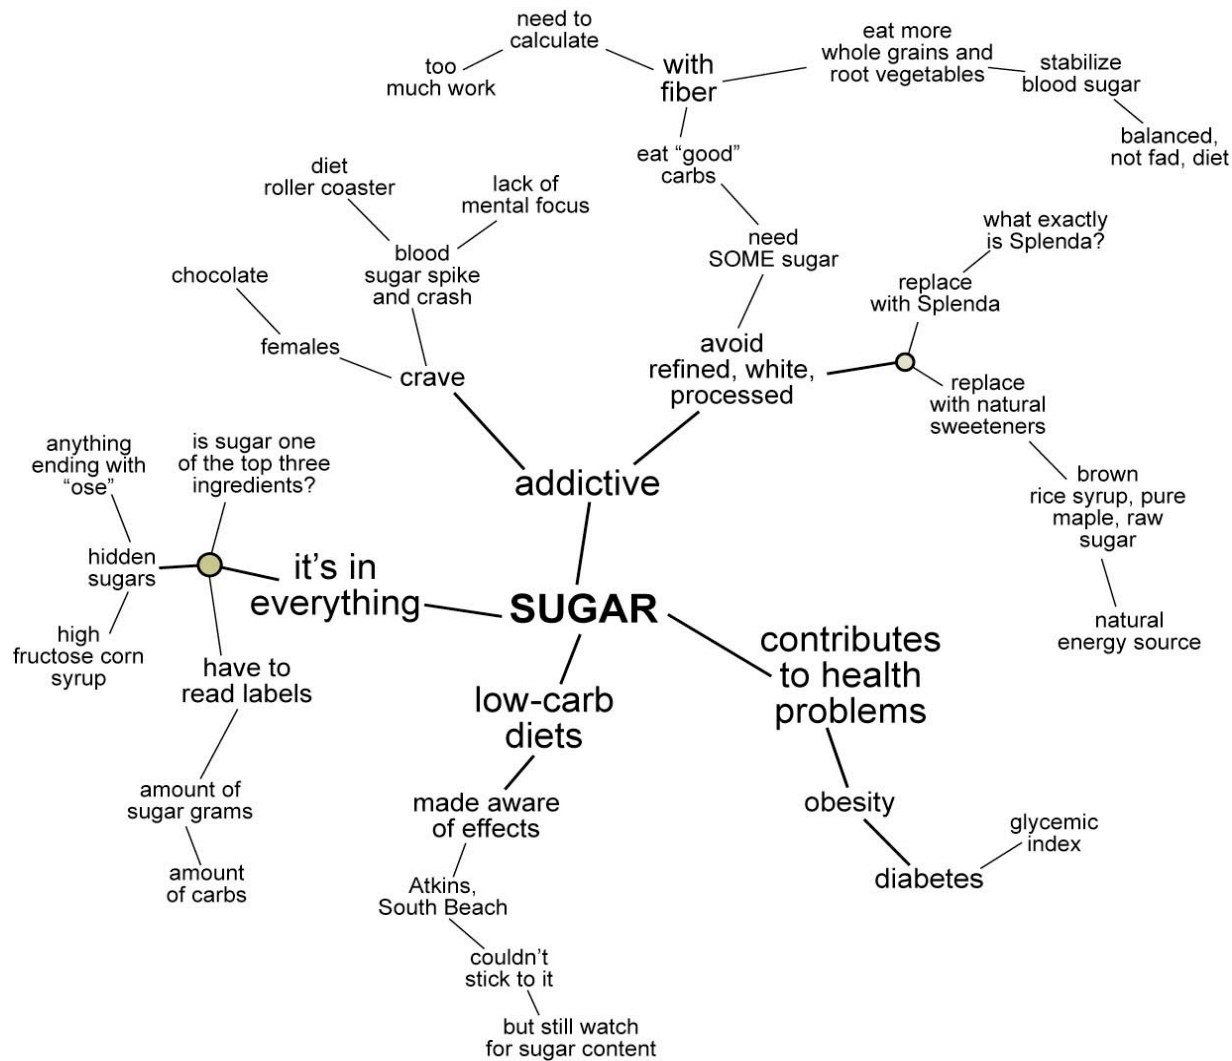 need to
calculate
too
much work
with
fiber
eat more
whole grains and
root vegetables
stabilize
blood sugar
balanced,
not fad, diet
eat “good”
carbs
diet
roller coaster
lack of
mental focus
need
SOME sugar
what exactly
is Splenda?
blood
sugar spike
and crash
chocolate
replace
with Splenda
females
crave
avoid
refined, white,
processed
replace
with natural
sweeteners
anything
ending with
“ose”
is sugar one
of the top three
ingredients?
addictive
brown
rice syrup, pure
maple, raw
sugar
hidden
sugars
it’s in
everything
SUGAR
natural
energy source
high
fructose corn
syrup
have to
read labels
contributes
to health
problems
low-carb
diets
amount of
sugar grams
made aware
of effects
obesity
glycemic
index
amount
of carbs
Atkins,
South Beach
diabetes
couldn’t
stick to it
but still watch
for sugar content